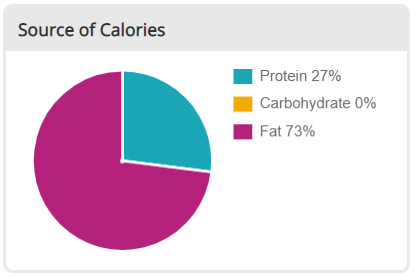 Source of Calories
Protein 27%
Carbohydrate 0%
Fat 73%